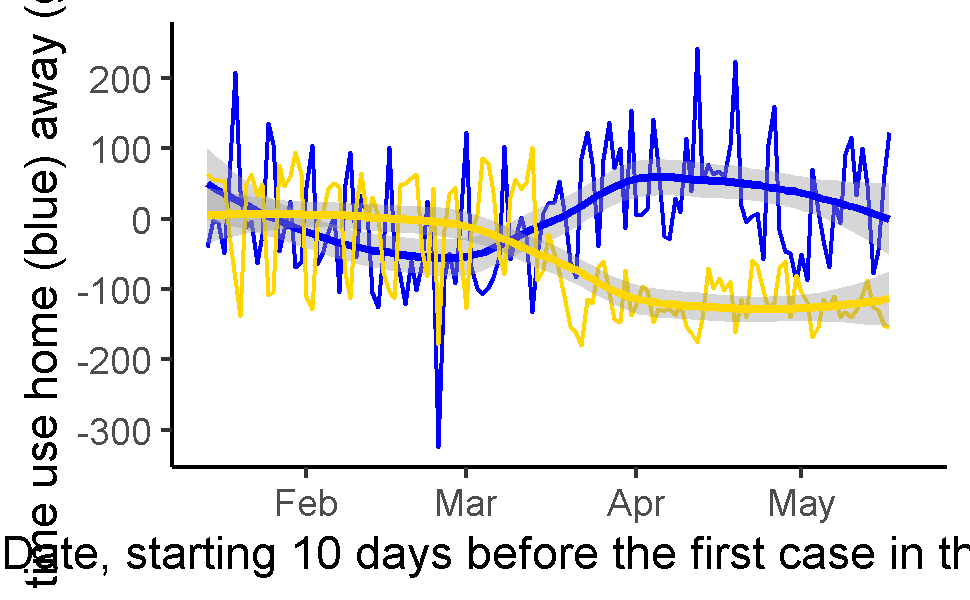 time use home (blue) away (
200
100
0
-100
-200
-300
Feb Mar Apr May
Date, starting 10 days before the first case in th